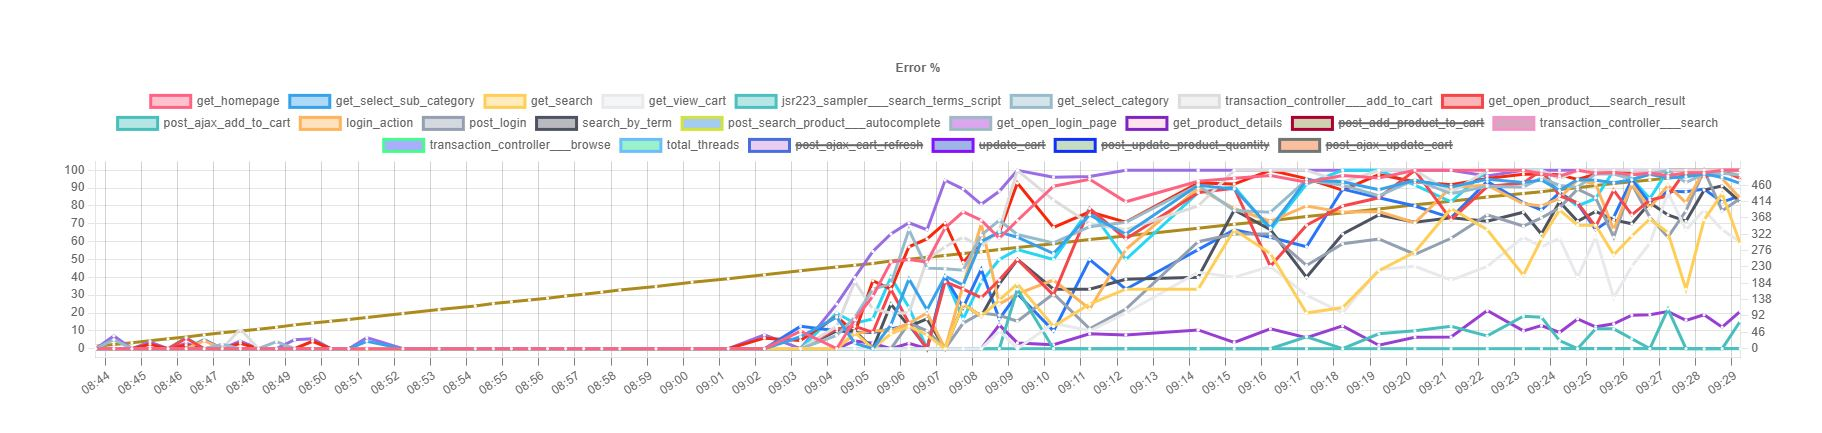 Error %
get_homepage get_select_sub_category get_search get_view_cart jsr223_sampler___search_terms_script get_select_category transaction_controller___add_to_cart get_open_product___search_result
post_ajax_add_to_cart login_action post_login search_by_term post_search_product___autocomplete get_open_login_page get_product_details post_add_product_to_cart transaction_controller___search
transaction_controller___browse total_threads post_ajax_cart_refresh update_cart post_update_product_quantity post_ajax_update_cart
100
90 460
80 414
70 368
60 322
50 276
40 230
30 184
20 138
10 92
0 46
0
08:44 08:45 08:46 08:47 08:48 08:49 08:50 08:51 08:52 08:53 08:54 08:55 08:56 08:57 08:58 08:59 09:00 09:01 09:02 09:03 09:04 09:05 09:06 09:07 09:08 09:09 09:10 09:11 09:12 09:13 09:14 09:15 09:16 09:17 09:18 09:19 09:20 09:21 09:22 09:23 09:24 09:25 09:26 09:27 09:28 09:29